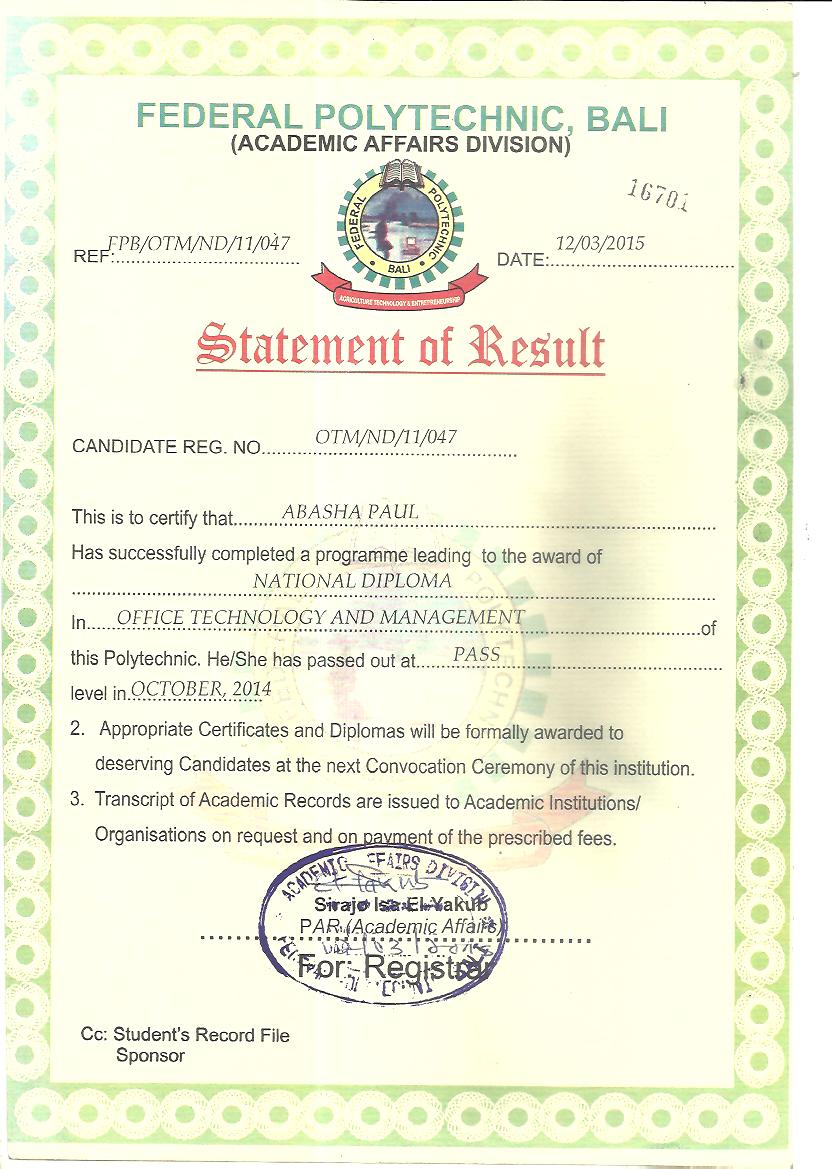 FEDERAL POLYTECHNIC, BALI
(ACADEMIC AFFAIRS DIVISION)
16701
FEDERAL POLYTECHNIC
BALI
AGRICULTURE TECHNOLOGY & ENTREPRENEURSHIP
REF:FPB/OTM/ND/11/047
DATE:12/03/2015
Statement of Result
CANDIDATE REG. NO. OTM/ND/11/047
This is to certify that ABASHA PAUL
Has successfully completed a programme leading to the award of
NATIONAL DIPLOMA
In OFFICE TECHNOLOGY AND MANAGEMENT of
this Polytechnic. He/She has passed out at PASS
level in OCTOBER, 2014
2. Appropriate Certificates and Diplomas will be formally awarded to
deserving Candidates at the next Convocation Ceremony of this institution.
3. Transcript of Academic Records are issued to Academic Institutions/
Organisations on request and on payment of the prescribed fees.
ACADEMIC AFFAIRS DIVISION
Sirajo Isa El-Yakub
PAR (Academic Affairs)
For: Registrar
Cc: Student's Record File
Sponsor